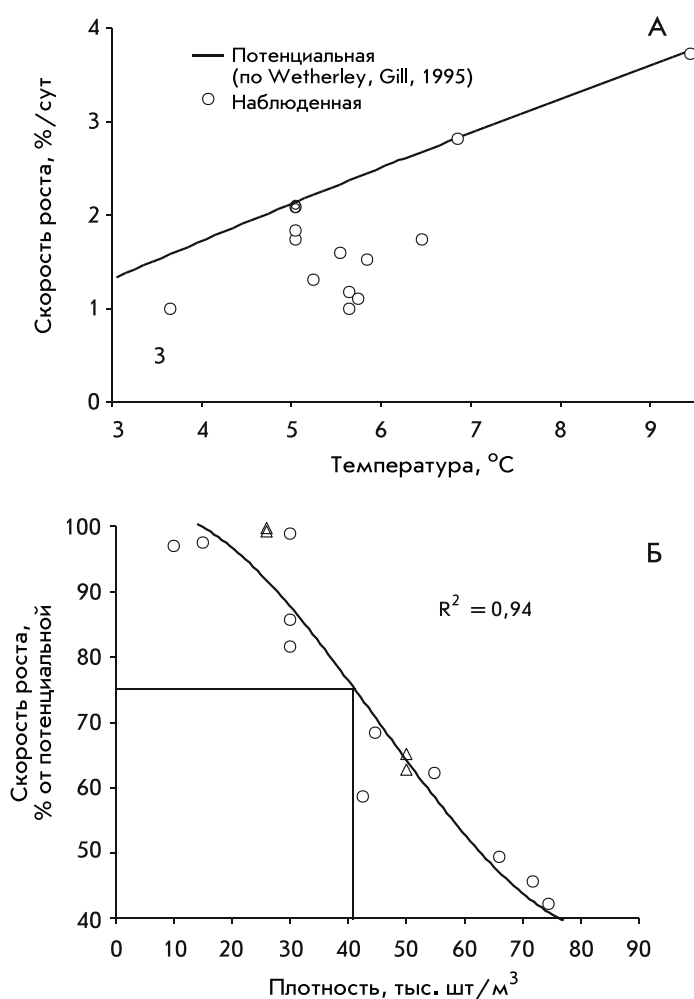 А
4
3
2
1
0
Скорость роста, %/сут
Потенциальная
(по Wetherley, Gill, 1995)
Наблюденная
3
3 4 5 6 7 8 9
Температура, °C
Б
100
90
80
70
60
50
40
Скорость роста,
% от потенциальной
R² = 0,94
0 10 20 30 40 50 60 70 80 90
Плотность, тыс. шт/м³